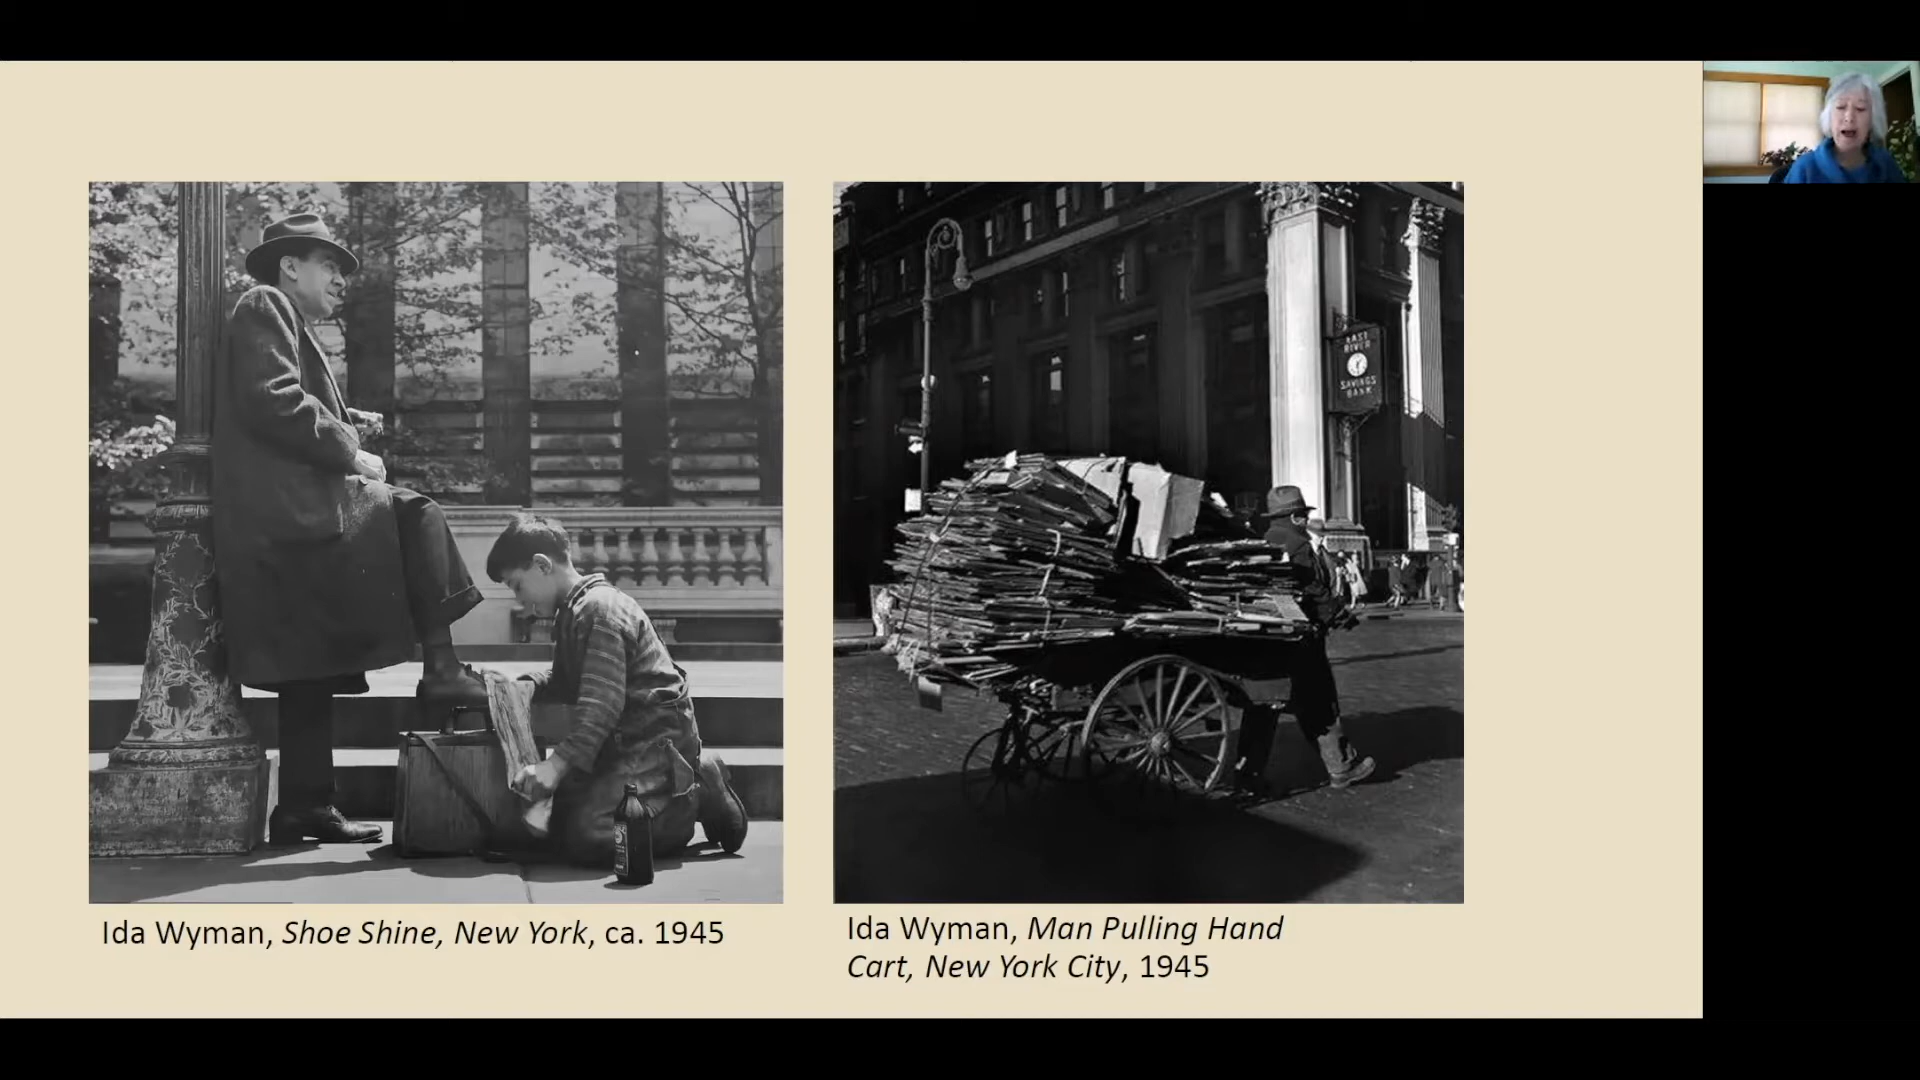 EAST
RIVER
SAVINGS
BANK
Ida Wyman, Shoe Shine, New York, ca. 1945
Ida Wyman, Man Pulling Hand
Cart, New York City, 1945